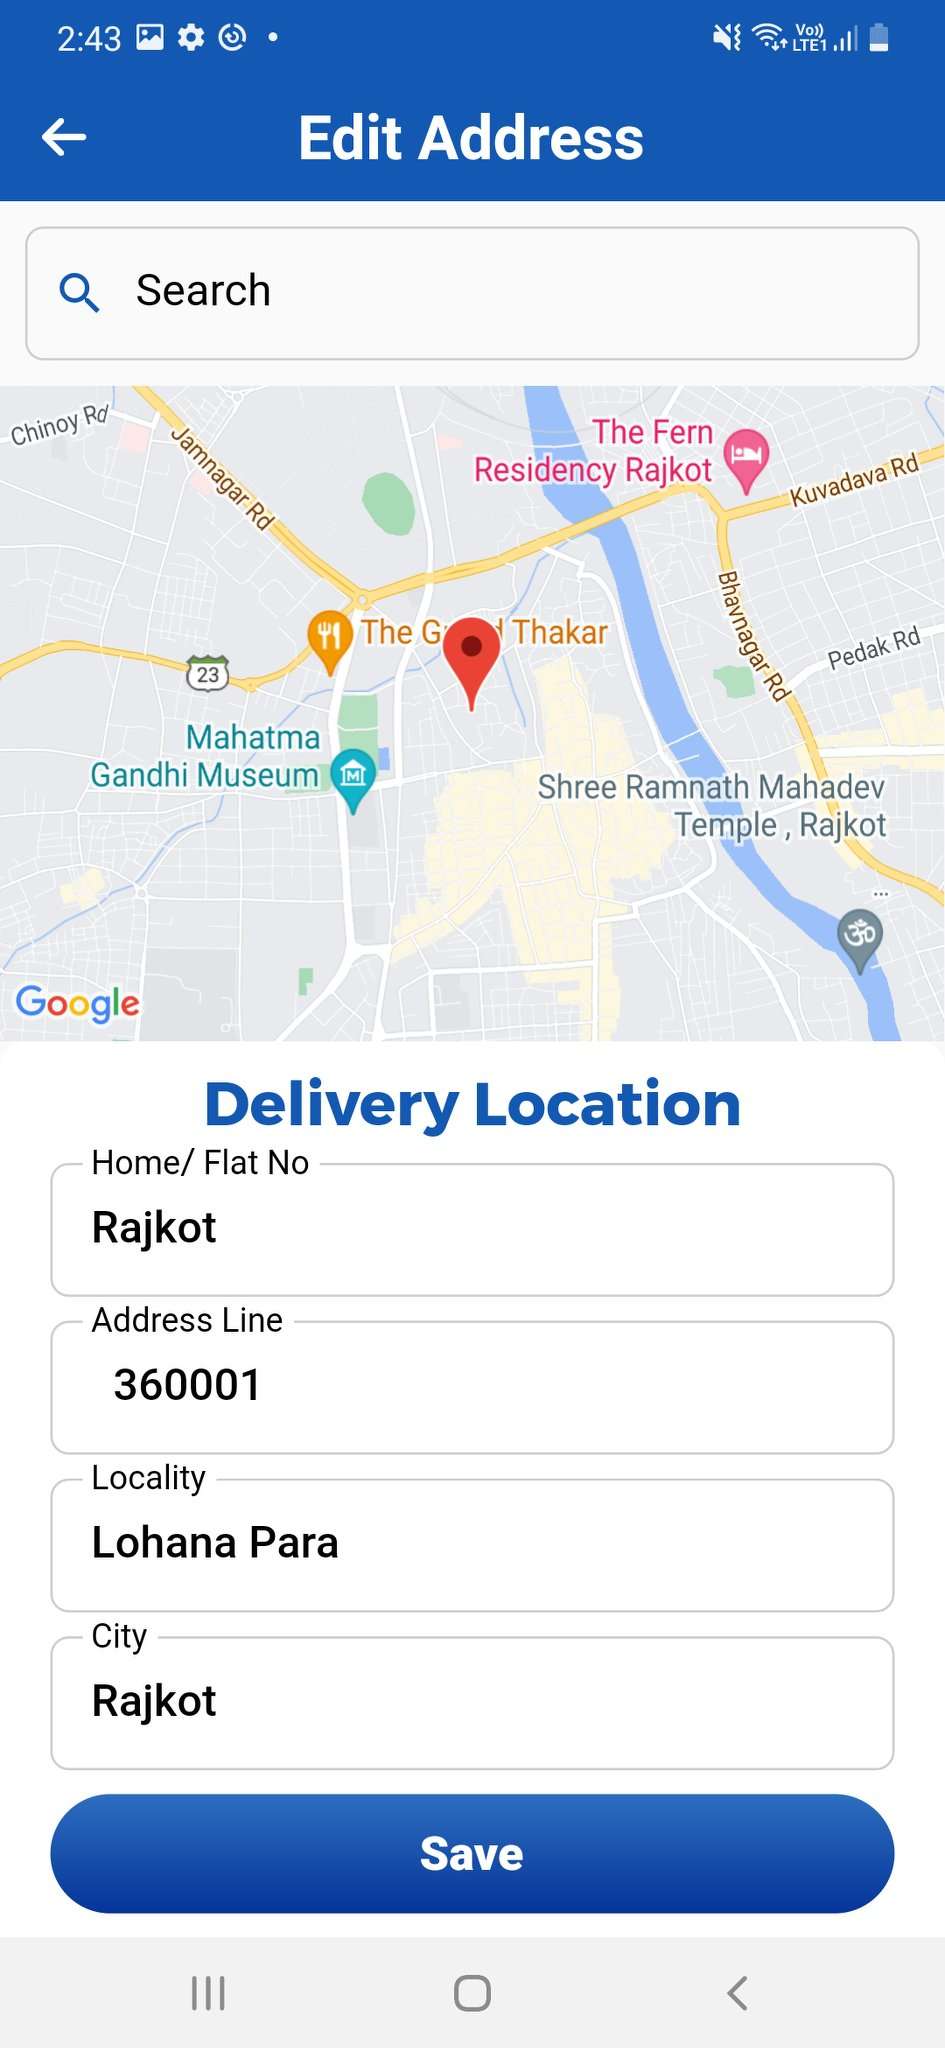 2:43
Vo))
LTE1
Edit Address
Search
Chinoy Rd
Jamnagar Rd
The Fern
Residency Rajkot
Kuvadava Rd
Bhavnagar Rd
The Grand Thakar
Pedak Rd
23
Mahatma
Gandhi Museum
M
Shree Ramnath Mahadev
Temple , Rajkot
...
ॐ
Google
Delivery Location
Home/ Flat No
Rajkot
Address Line
360001
Locality
Lohana Para
City
Rajkot
Save